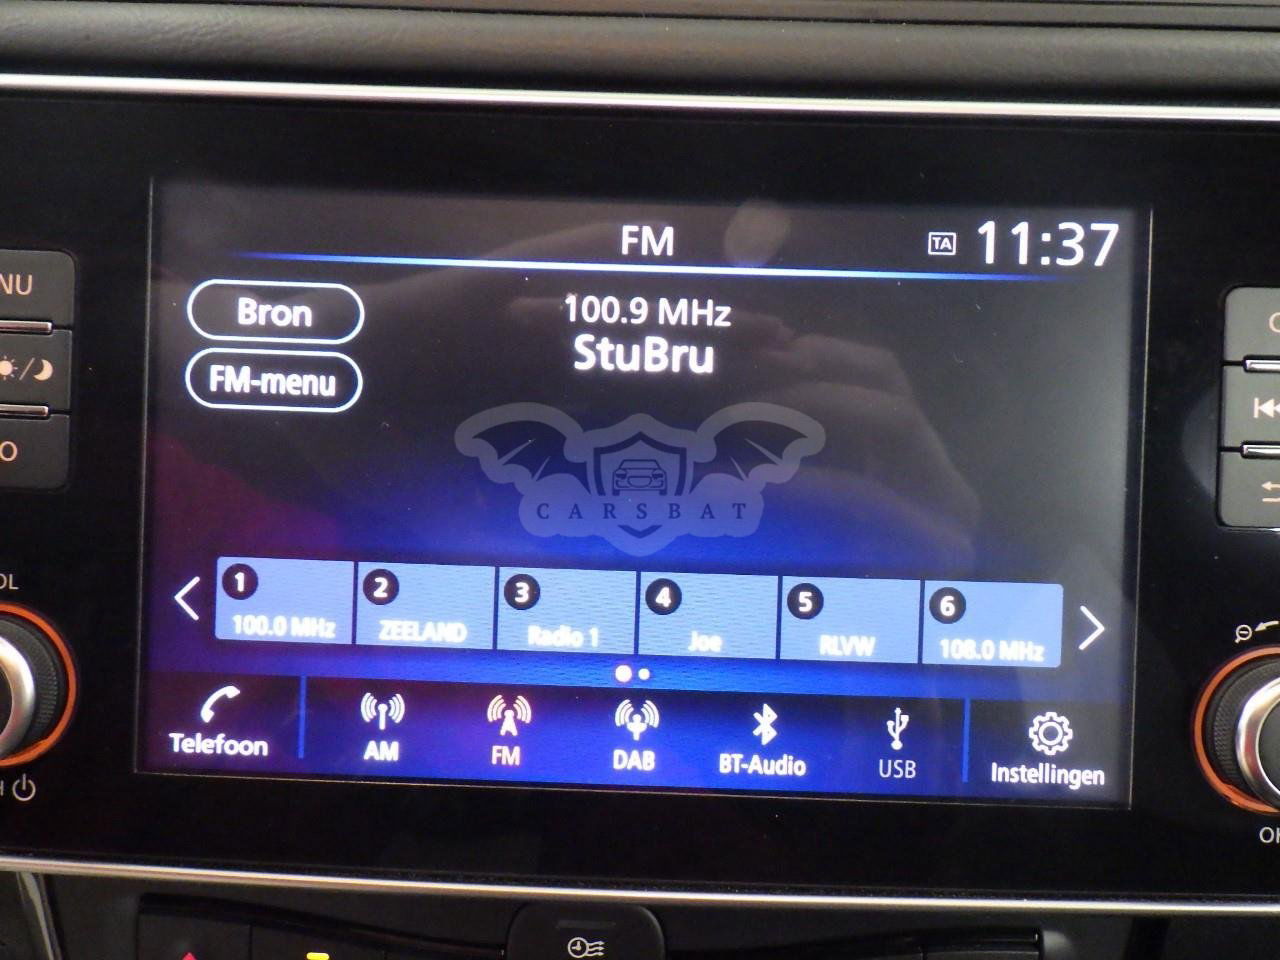 FM
TA 11:37
Bron
100.9 MHz
FM-menu
StuBru
CARSBAT
1 2 3 4 5 6
100.0 MHz ZEELAND Radio 1 Joe RLVW 108.0 MHz
Telefoon AM FM DAB BT-Audio USB Instellingen